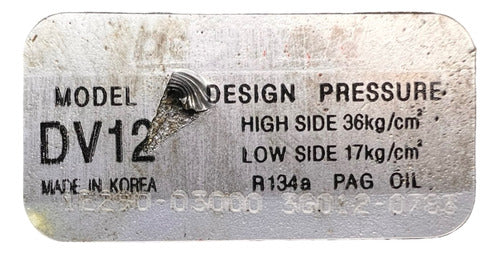 MODEL DESIGN PRESSURE
DV12 HIGH SIDE 36kg/cm²
LOW SIDE 17kg/cm²
MADE IN KOREA R134a PAG OIL